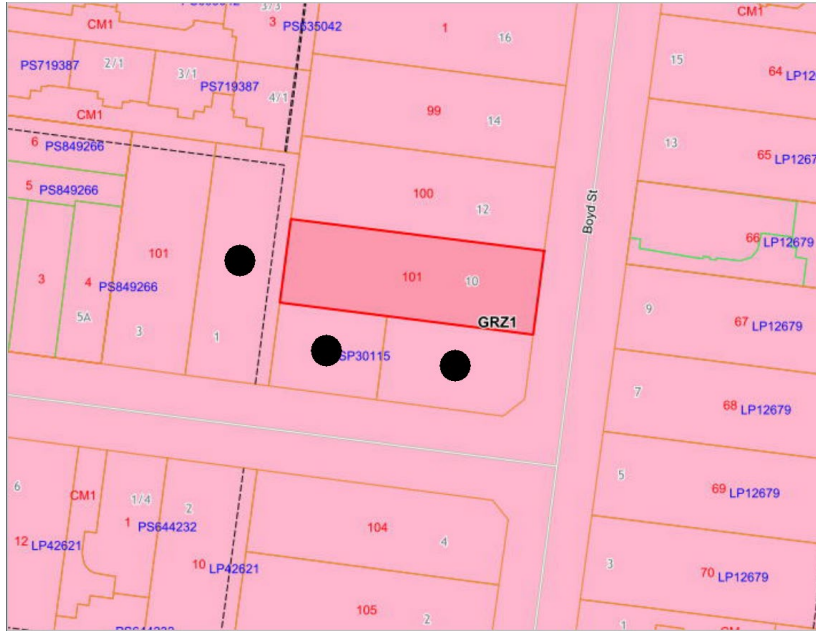 CM1
3/3
3 PS635042
1
16
CM1
PS719387
2/1
3/1
PS719387
4/1
15
64 LP12
CM1
99
14
13
65 LP1267
6
PS849266
5 PS849266
100
12
Boyd St
66 LP12679
101
101
10
3
4 PS849266
5A
3
1
GRZ1
SP30115
9
67 LP12679
7
68 LP12679
6
CM1
1/4
2
1 PS644232
12 LP42621
10 LP42621
104
4
5
69 LP12679
105
2
3
70 LP12679
1